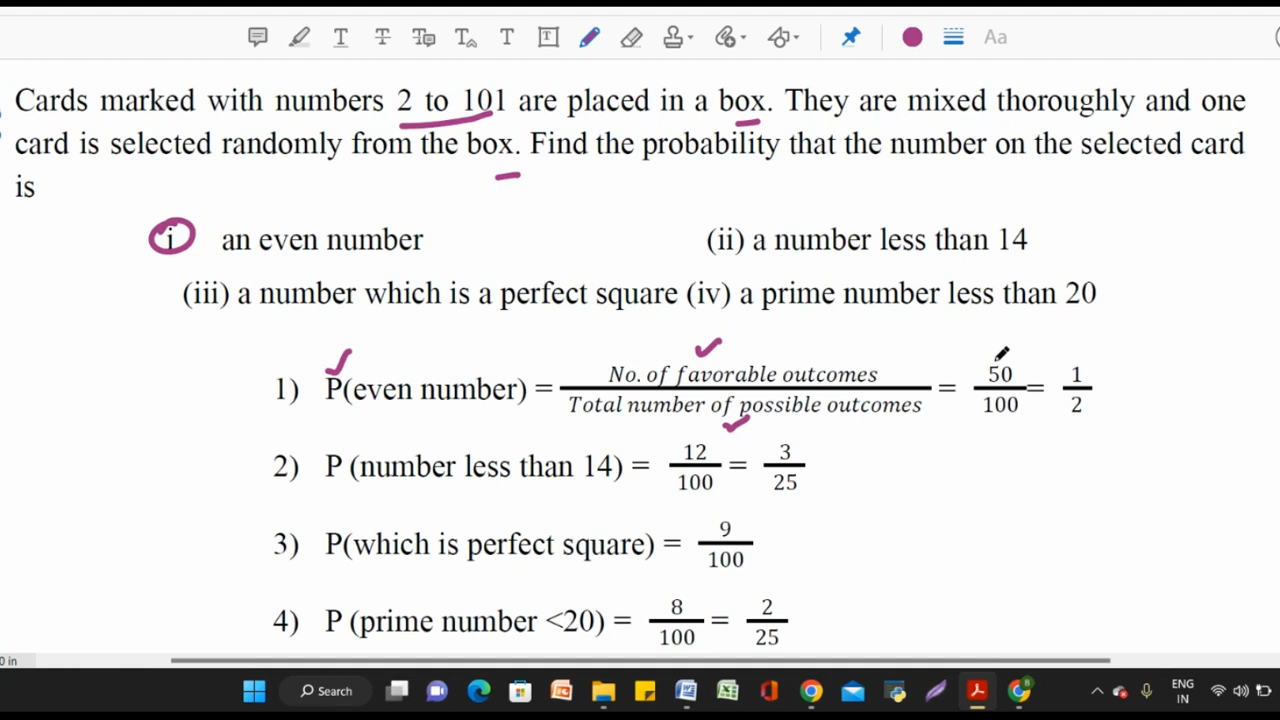 T T T T T T Aa
Cards marked with numbers 2 to 101 are placed in a box. They are mixed thoroughly and one
card is selected randomly from the box. Find the probability that the number on the selected card
is
i an even number (ii) a number less than 14
(iii) a number which is a perfect square (iv) a prime number less than 20
1) P(even number) = No. of favorable outcomes / Total number of possible outcomes = 50/100 = 1/2
2) P (number less than 14) = 12/100 = 3/25
3) P(which is perfect square) = 9/100
4) P (prime number <20) = 8/100 = 2/25
0 in
Search ENG
IN